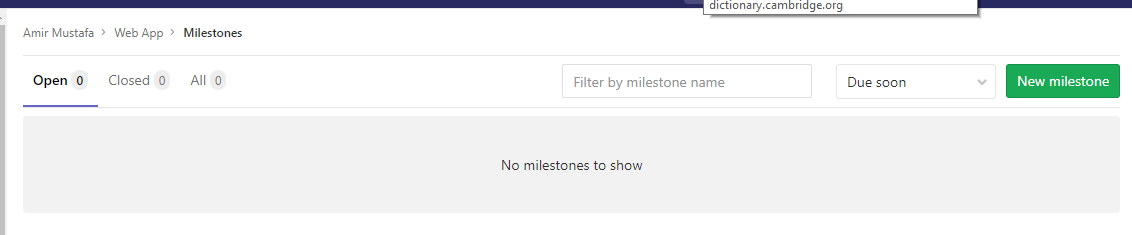 dictionary.cambridge.org
Amir Mustafa > Web App > Milestones
Open 0 Closed 0 All 0 Filter by milestone name Due soon New milestone
No milestones to show